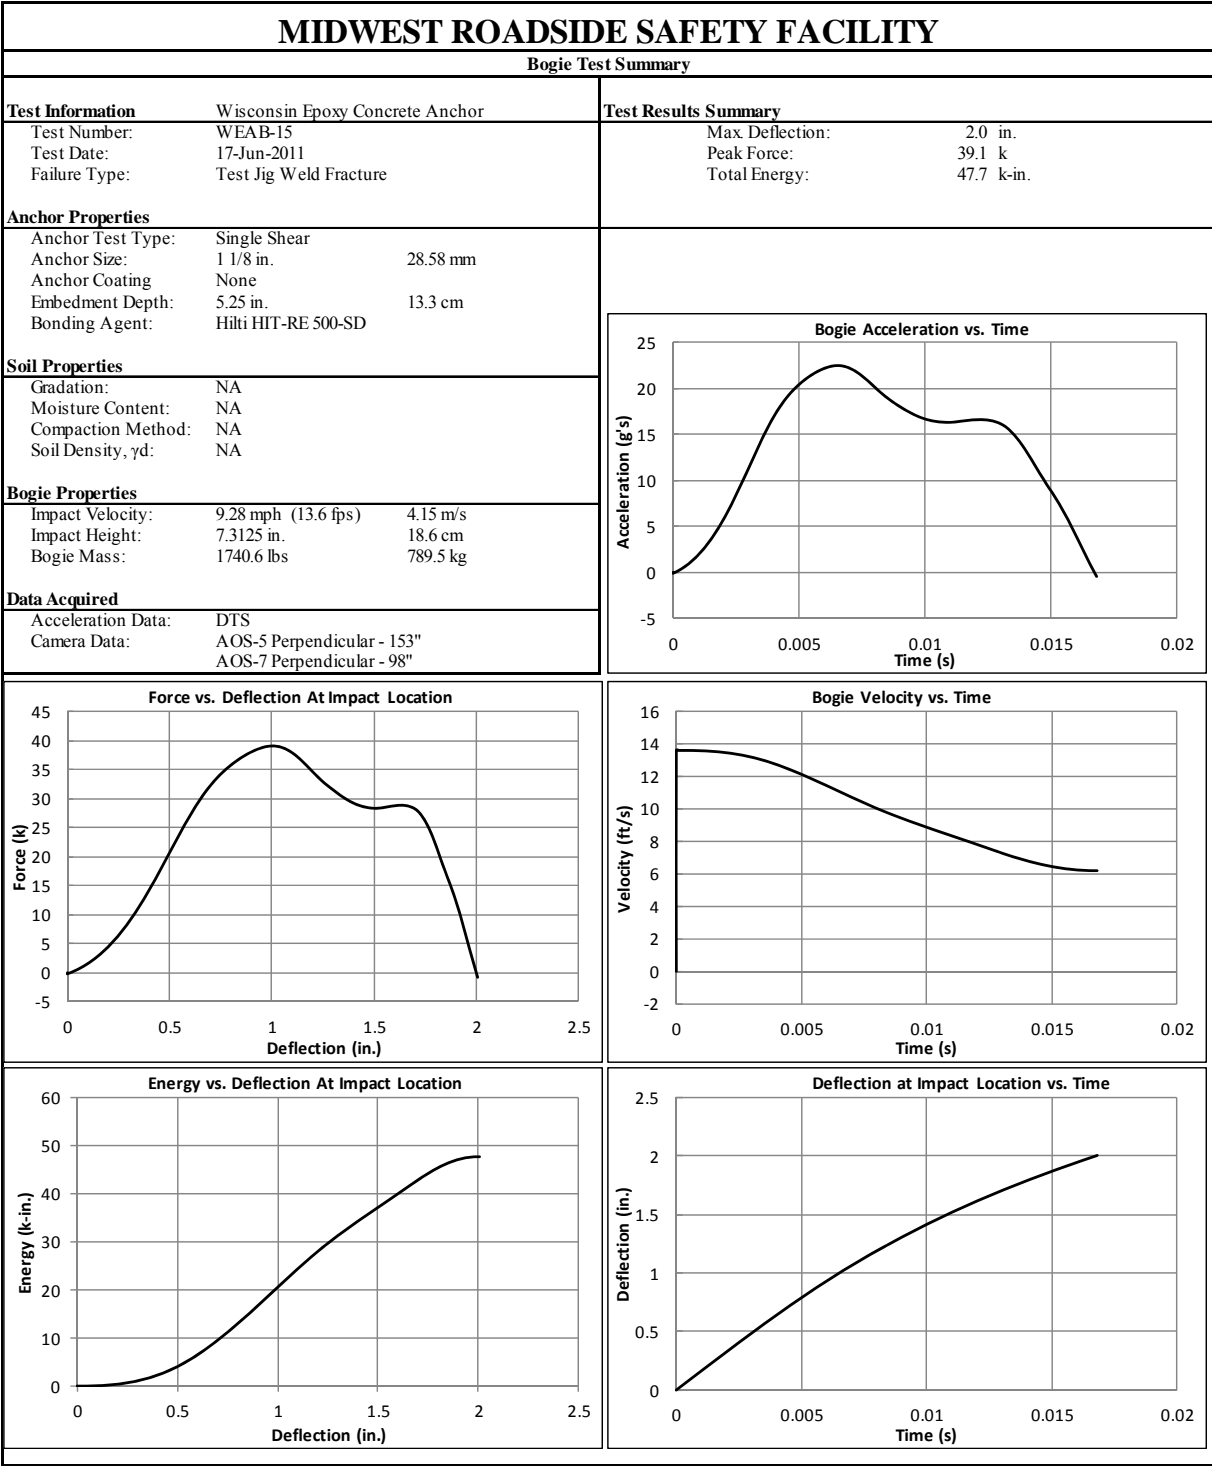 MIDWEST ROADSIDE SAFETY FACILITY
Bogie Test Summary
Test Information Wisconsin Epoxy Concrete Anchor
Test Number: WEAB-15
Test Date: 17-Jun-2011
Failure Type: Test Jig Weld Fracture
Test Results Summary
Max. Deflection: 2.0 in.
Peak Force: 39.1 k
Total Energy: 47.7 k-in.
Anchor Properties
Anchor Test Type: Single Shear
Anchor Size: 1 1/8 in. 28.58 mm
Anchor Coating None
Embedment Depth: 5.25 in. 13.3 cm
Bonding Agent: Hilti HIT-RE 500-SD
Soil Properties
Gradation: NA
Moisture Content: NA
Compaction Method: NA
Soil Density, γd: NA
Bogie Properties
Impact Velocity: 9.28 mph (13.6 fps) 4.15 m/s
Impact Height: 7.3125 in. 18.6 cm
Bogie Mass: 1740.6 lbs 789.5 kg
Data Acquired
Acceleration Data: DTS
Camera Data: AOS-5 Perpendicular - 153"
AOS-7 Perpendicular - 98"
Bogie Acceleration vs. Time
Acceleration (g's)
25
20
15
10
5
0
-5
0 0.005 0.01 0.015 0.02
Time (s)
Force vs. Deflection At Impact Location
Force (k)
45
40
35
30
25
20
15
10
5
0
-5
0 0.5 1 1.5 2 2.5
Deflection (in.)
Bogie Velocity vs. Time
Velocity (ft/s)
16
14
12
10
8
6
4
2
0
-2
0 0.005 0.01 0.015 0.02
Time (s)
Energy vs. Deflection At Impact Location
Energy (k-in.)
60
50
40
30
20
10
0
0 0.5 1 1.5 2 2.5
Deflection (in.)
Deflection at Impact Location vs. Time
Deflection (in.)
2.5
2
1.5
1
0.5
0
0 0.005 0.01 0.015 0.02
Time (s)